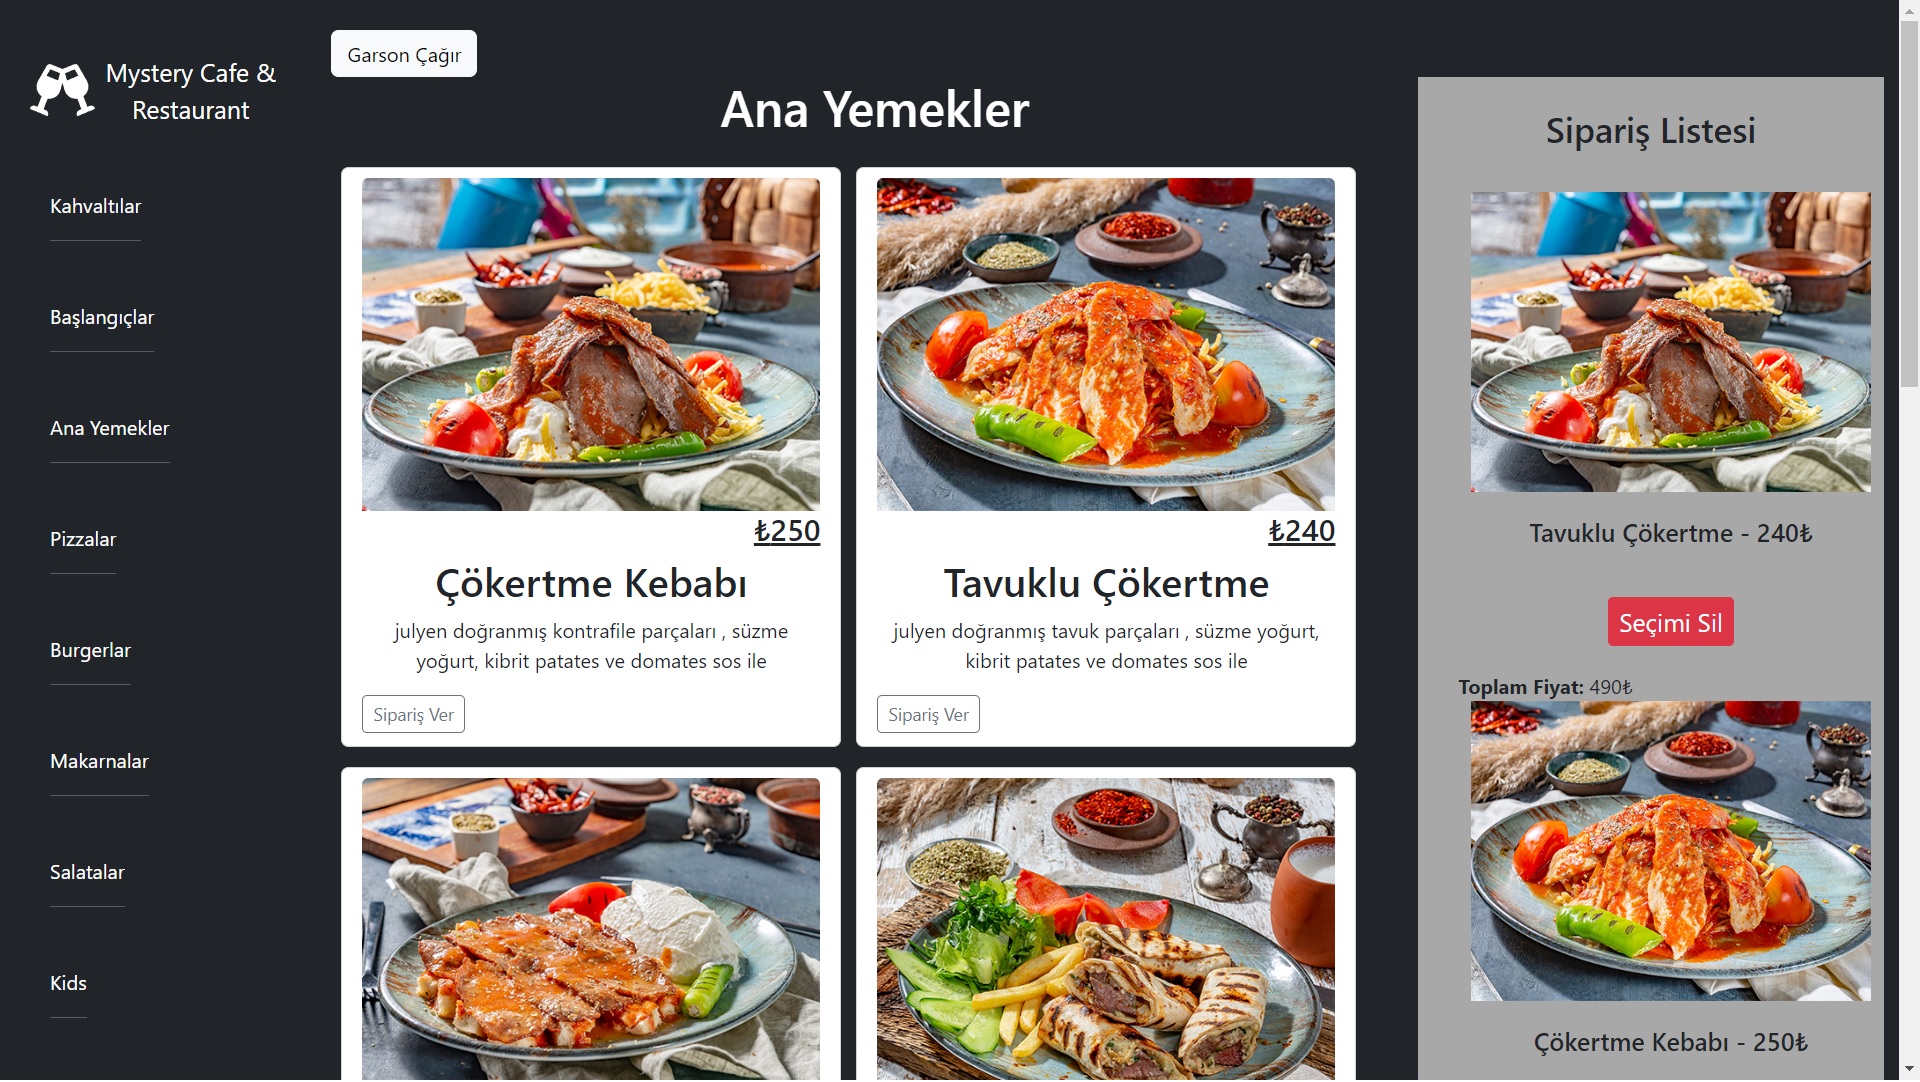 Mystery Cafe &
Restaurant
Kahvaltılar
Başlangıçlar
Ana Yemekler
Pizzalar
Burgerlar
Makarnalar
Salatalar
Kids
Garson Çağır
Ana Yemekler
₺250
Çökertme Kebabı
julyen doğranmış kontrafile parçaları , süzme
yoğurt, kibrit patates ve domates sos ile
Sipariş Ver
₺240
Tavuklu Çökertme
julyen doğranmış tavuk parçaları , süzme yoğurt,
kibrit patates ve domates sos ile
Sipariş Ver
Sipariş Listesi
Tavuklu Çökertme - 240₺
Seçimi Sil
Toplam Fiyat: 490₺
Çökertme Kebabı - 250₺